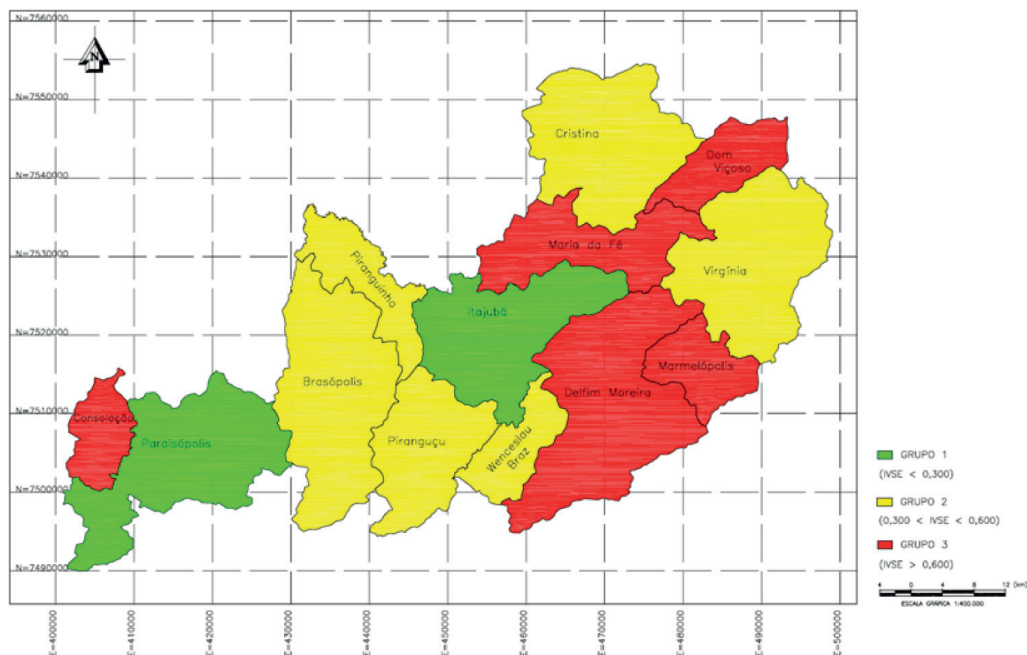 N=7560000
N
N=7550000
Cristina
N=7540000
Dom
Viçoso
Maria da Fé
N=7530000
Piranguinho
Virgínia
Itajubá
N=7520000
Marmelópolis
Brasópolis
Delfim Moreira
N=7510000
Consolação
Paraisópolis
Piranguçu
Wenceslau
Braz
N=7500000
N=7490000
GRUPO 1
(IVSE < 0,300)
GRUPO 2
(0,300 < IVSE < 0,600)
GRUPO 3
(IVSE > 0,600)
4 0 4 8 12 (km)
ESCALA GRÁFICA 1:400.000
E=400000
E=410000
E=420000
E=430000
E=440000
E=450000
E=460000
E=470000
E=480000
E=490000
E=500000